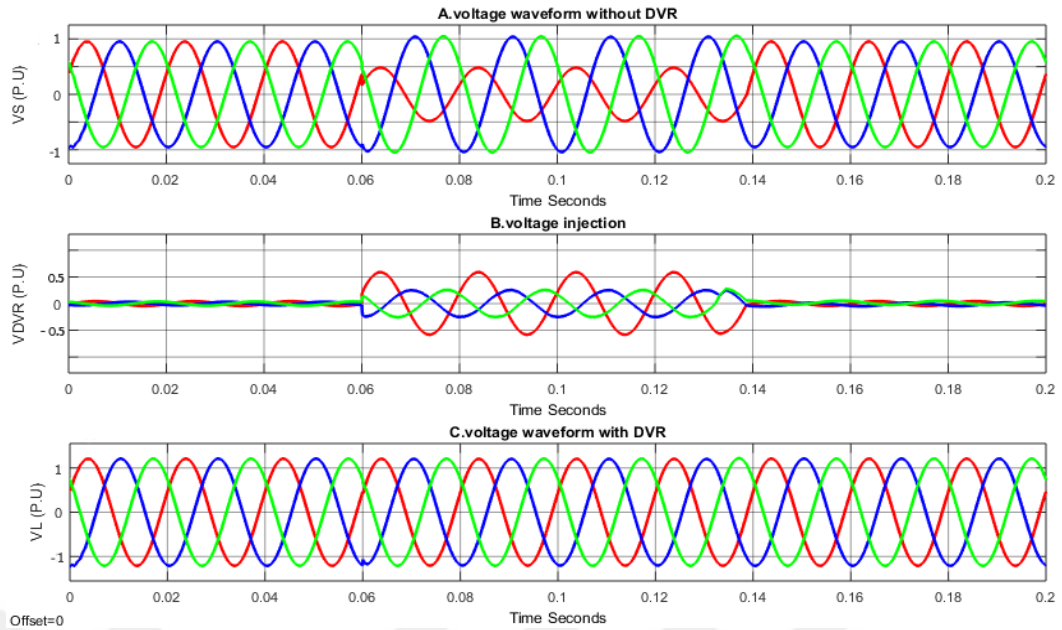 A.voltage waveform without DVR
VS (P.U)
1
0
-1
0 0.02 0.04 0.06 0.08 0.1 0.12 0.14 0.16 0.18 0.2
Time Seconds
B.voltage injection
VDVR (P.U)
0.5
0
-0.5
0 0.02 0.04 0.06 0.08 0.1 0.12 0.14 0.16 0.18 0.2
Time Seconds
C.voltage waveform with DVR
VL (P.U)
1
0
-1
0 0.02 0.04 0.06 0.08 0.1 0.12 0.14 0.16 0.18 0.2
Time Seconds
Offset=0